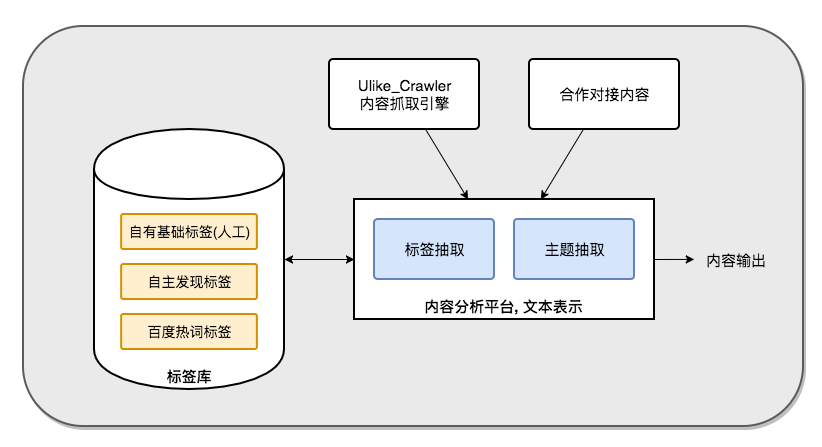 Ulike_Crawler
内容抓取引擎
合作对接内容
自有基础标签(人工)
自主发现标签
百度热词标签
标签库
标签抽取
主题抽取
内容分析平台, 文本表示
内容输出